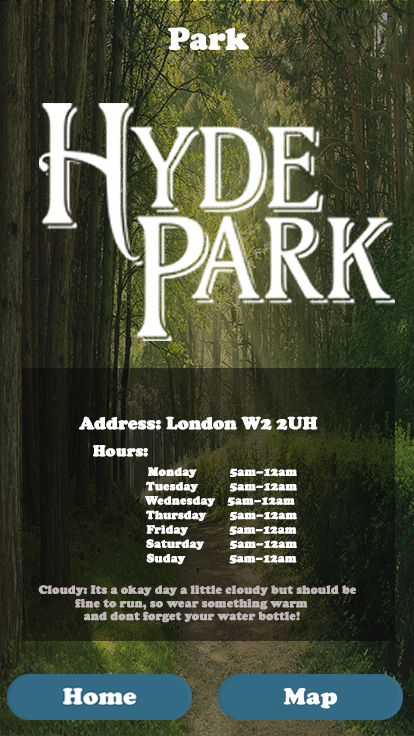 Park
HYDE
PARK
Address: London W2 2UH
Hours:
Monday 5am-12am
Tuesday 5am-12am
Wednesday 5am-12am
Thursday 5am-12am
Friday 5am-12am
Saturday 5am-12am
Suday 5am-12am
Cloudy: Its a okay day a little cloudy but should be
fine to run, so wear something warm
and dont forget your water bottle!
Home Map